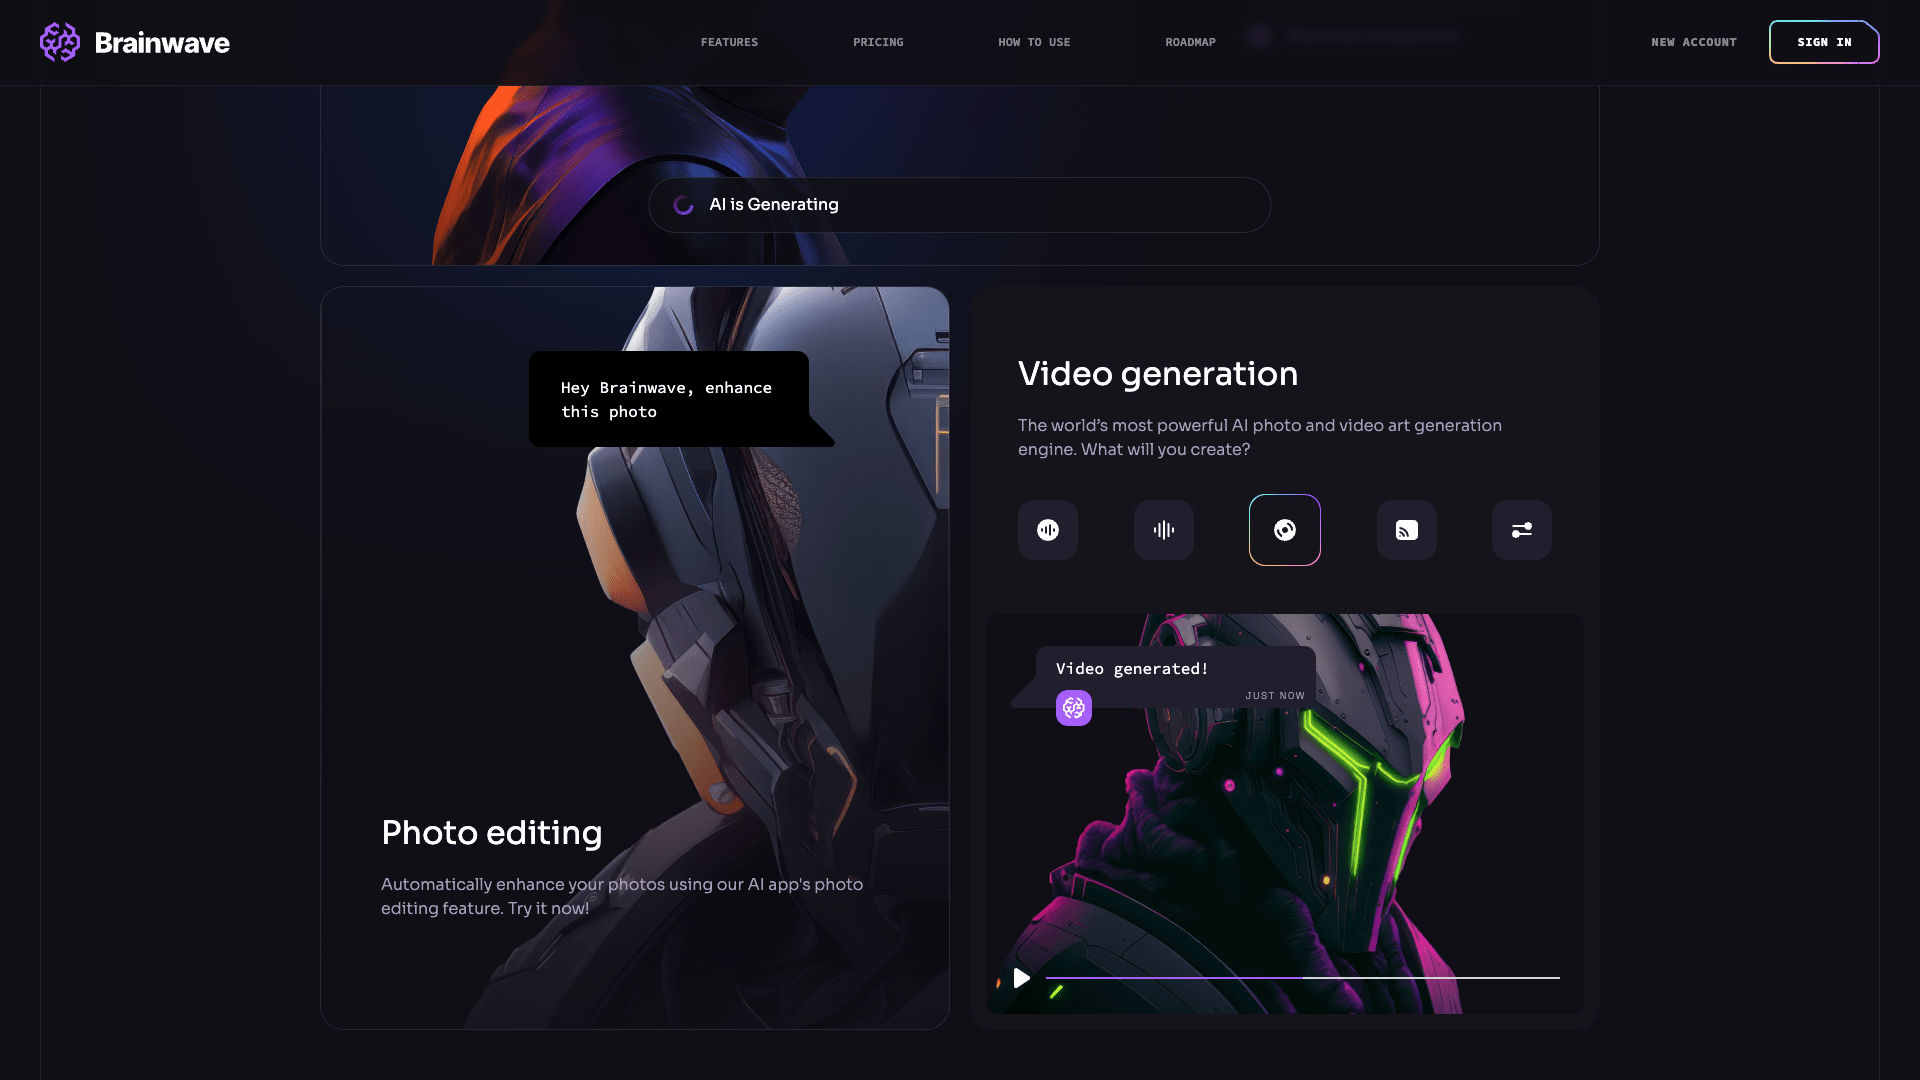 Brainwave
FEATURES
PRICING
HOW TO USE
ROADMAP
NEW ACCOUNT
SIGN IN
AI is Generating
Hey Brainwave, enhance
this photo
Photo editing
Automatically enhance your photos using our AI app's photo
editing feature. Try it now!
Video generation
The world’s most powerful AI photo and video art generation
engine. What will you create?
Video generated!
JUST NOW